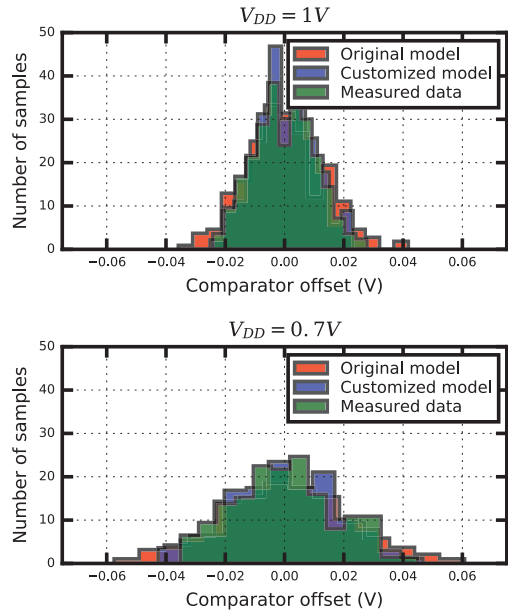 V_DD = 1V
50
40
30
20
10
0
Number of samples
Original model
Customized model
Measured data
−0.06 −0.04 −0.02 0.00 0.02 0.04 0.06
Comparator offset (V)
V_DD = 0.7V
50
40
30
20
10
0
Number of samples
Original model
Customized model
Measured data
−0.06 −0.04 −0.02 0.00 0.02 0.04 0.06
Comparator offset (V)